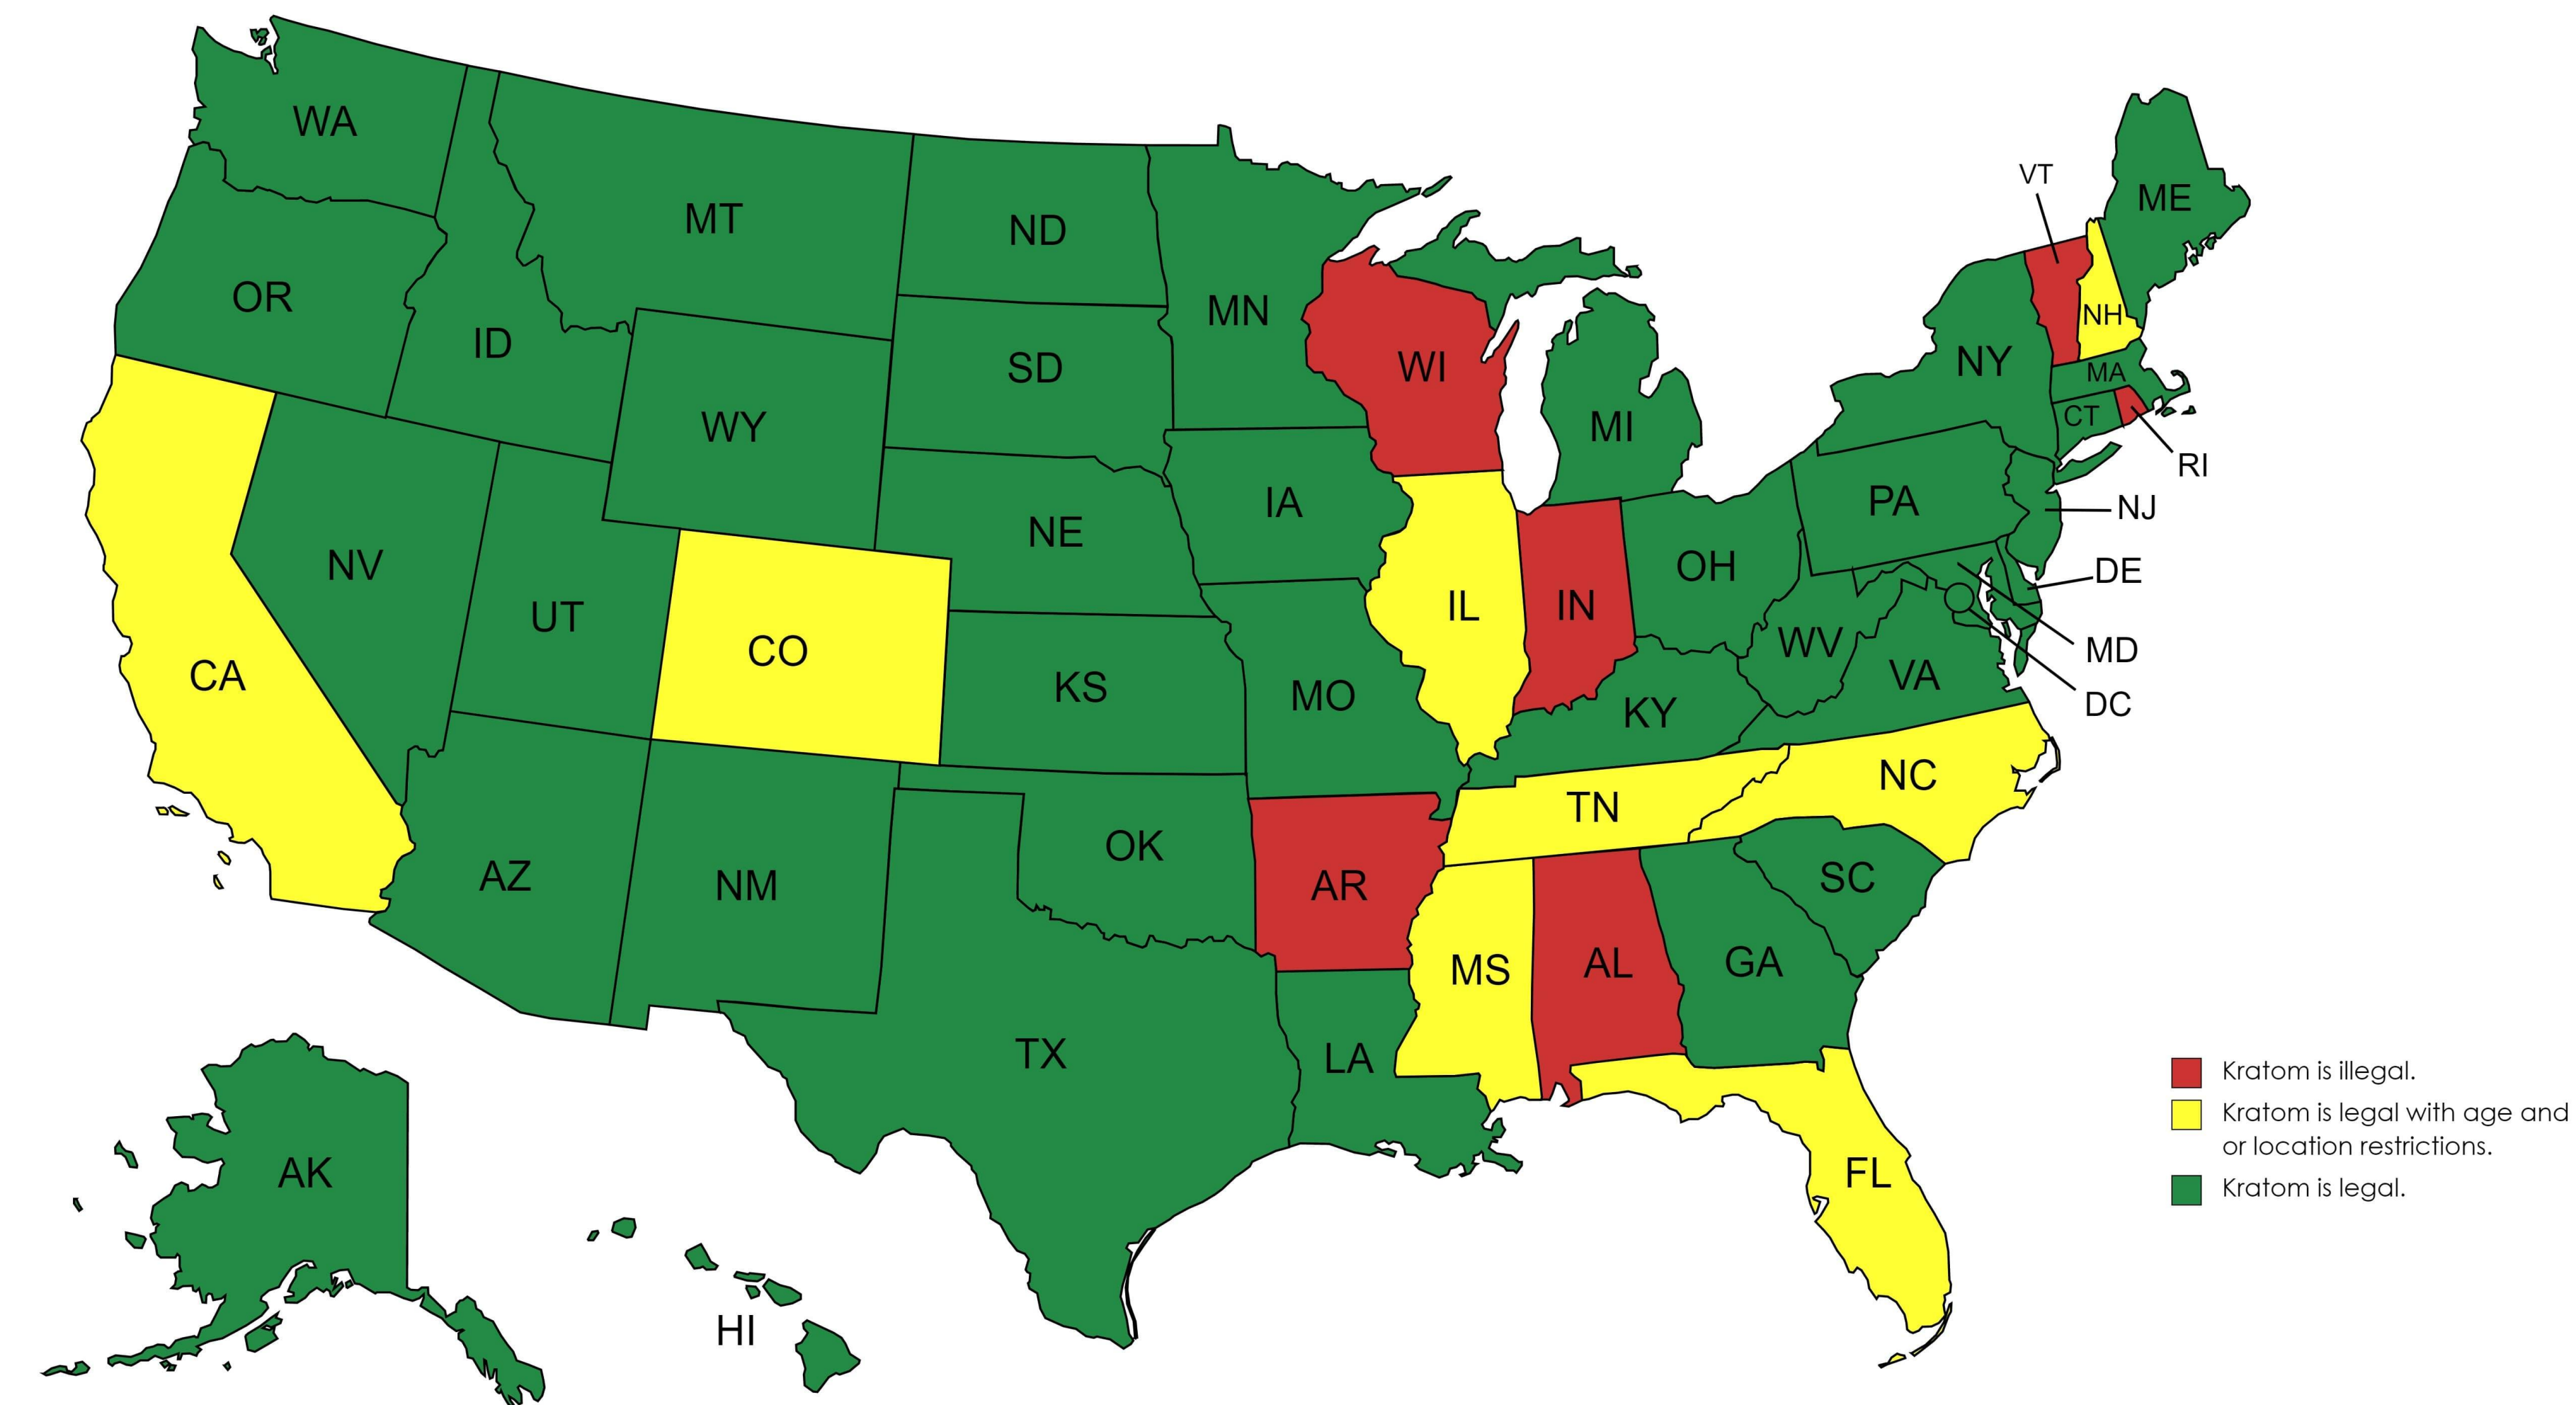 WA
VT
ME
MT
ND
OR
MN
NH
ID
SD
WI
NY
MA
WY
MI
CT
RI
IA
PA
NJ
NE
NV
OH
DE
UT
IL
IN
CO
WV
MD
CA
KS
MO
VA
DC
KY
NC
TN
OK
AZ
NM
AR
SC
MS
AL
GA
TX
LA
Kratom is illegal.
Kratom is legal with age and
or location restrictions.
AK
FL
Kratom is legal.
HI